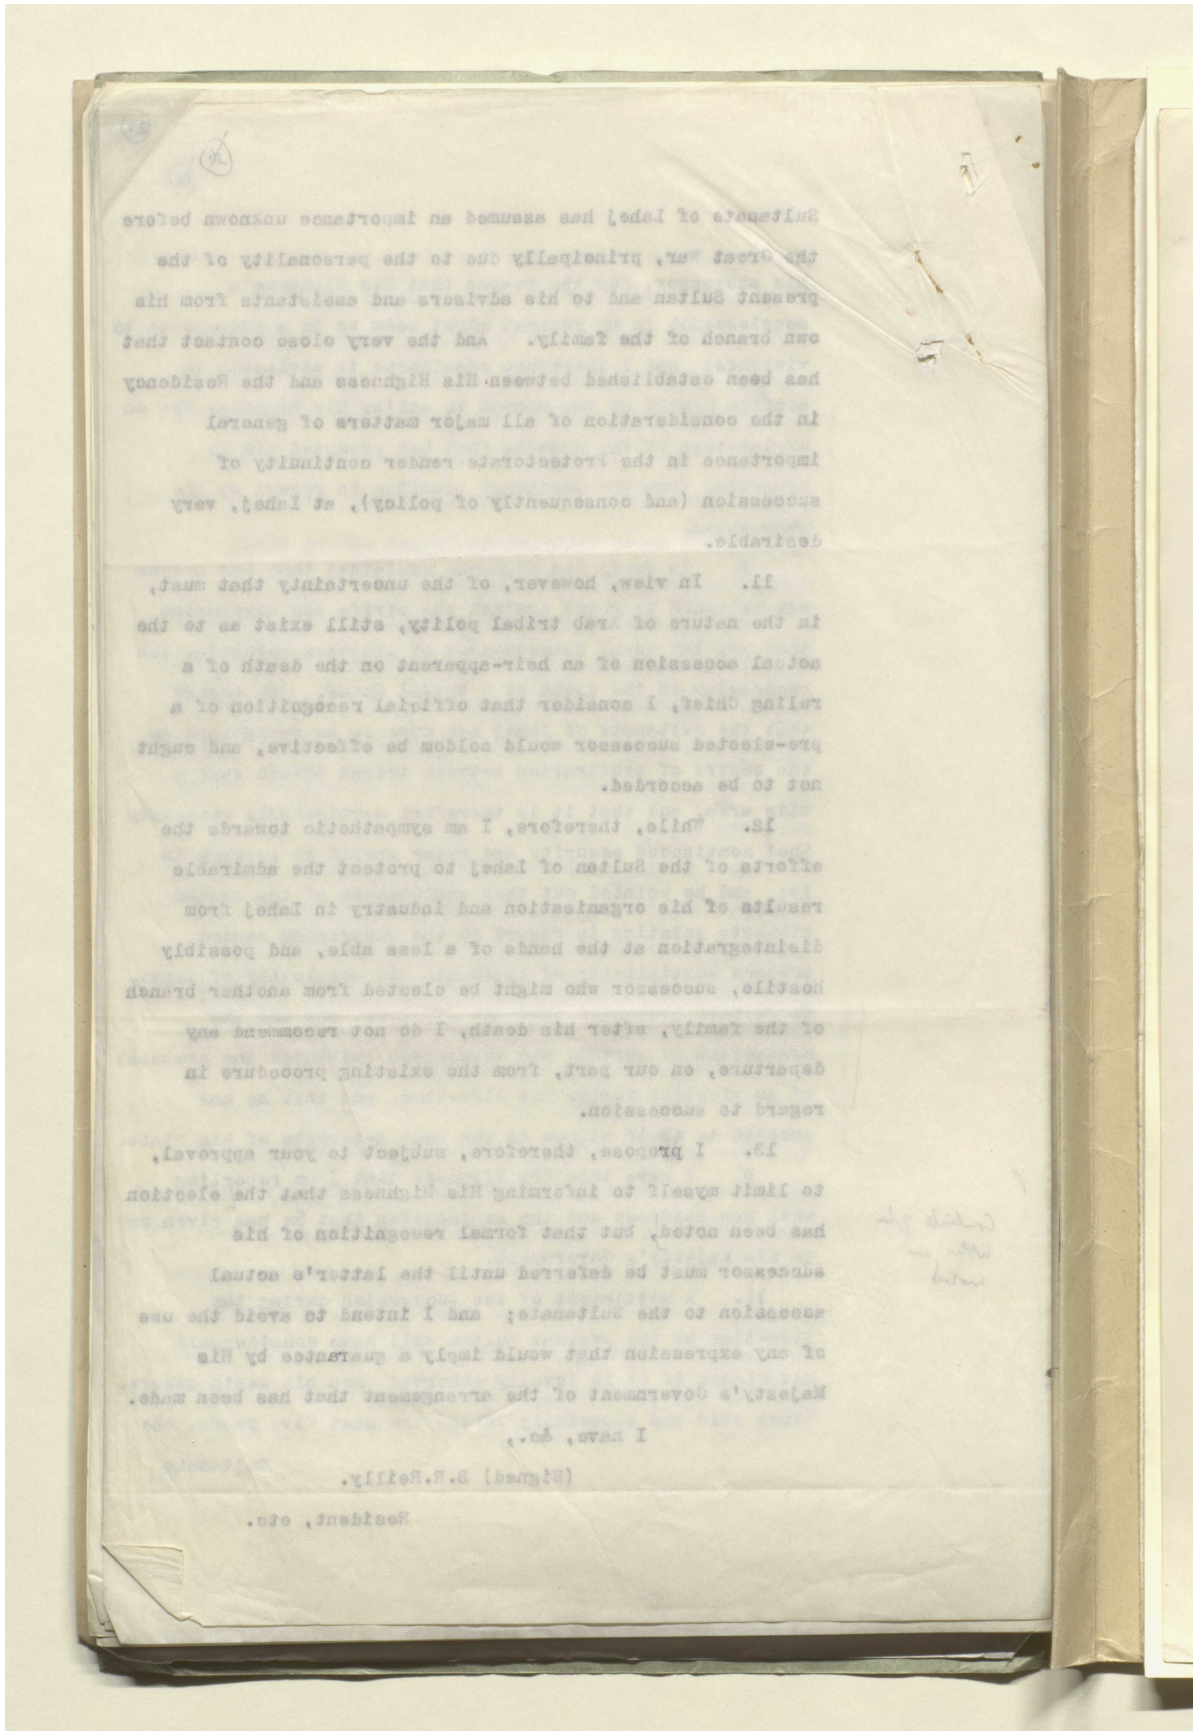 Sultanate of Lahej has assumed an importance unknown before
the Great War, principally due to the personality of the
present Sultan and to his advisers and assistants from his
own branch of the family. And the very close contact that
has been established between His Highness and the Residency
in the consideration of all major matters of general
importance in the Protectorate render continuity of
succession (and consequently of policy), at Lahej, very
desirable.
11. In view, however, of the uncertainty that must,
in the nature of Arab tribal polity, still exist as to the
actual accession of an heir-apparent on the death of a
ruling Chief, I consider that official recognition of a
pre-elected successor would seldom be effective, and ought
not to be accorded.
12. While, therefore, I am sympathetic towards the
efforts of the Sultan of Lahej to protect the admirable
results of his organisation and industry in Lahej from
disintegration at the hands of a less able, and possibly
hostile, successor who might be elected from another branch
of the family, after his death, I do not recommend any
departure, on our part, from the existing procedure in
regard to succession.
13. I propose, therefore, subject to your approval,
to limit myself to informing His Highness that the election
has been noted, but that formal recognition of his
successor must be deferred until the latter's actual
accession to the Sultanate; and I intend to avoid the use
of any expression that would imply a guarantee by His
Majesty's Government of the arrangement that has been made.
I have, &c.,
(Signed) B.R.Reilly.
Resident, etc.